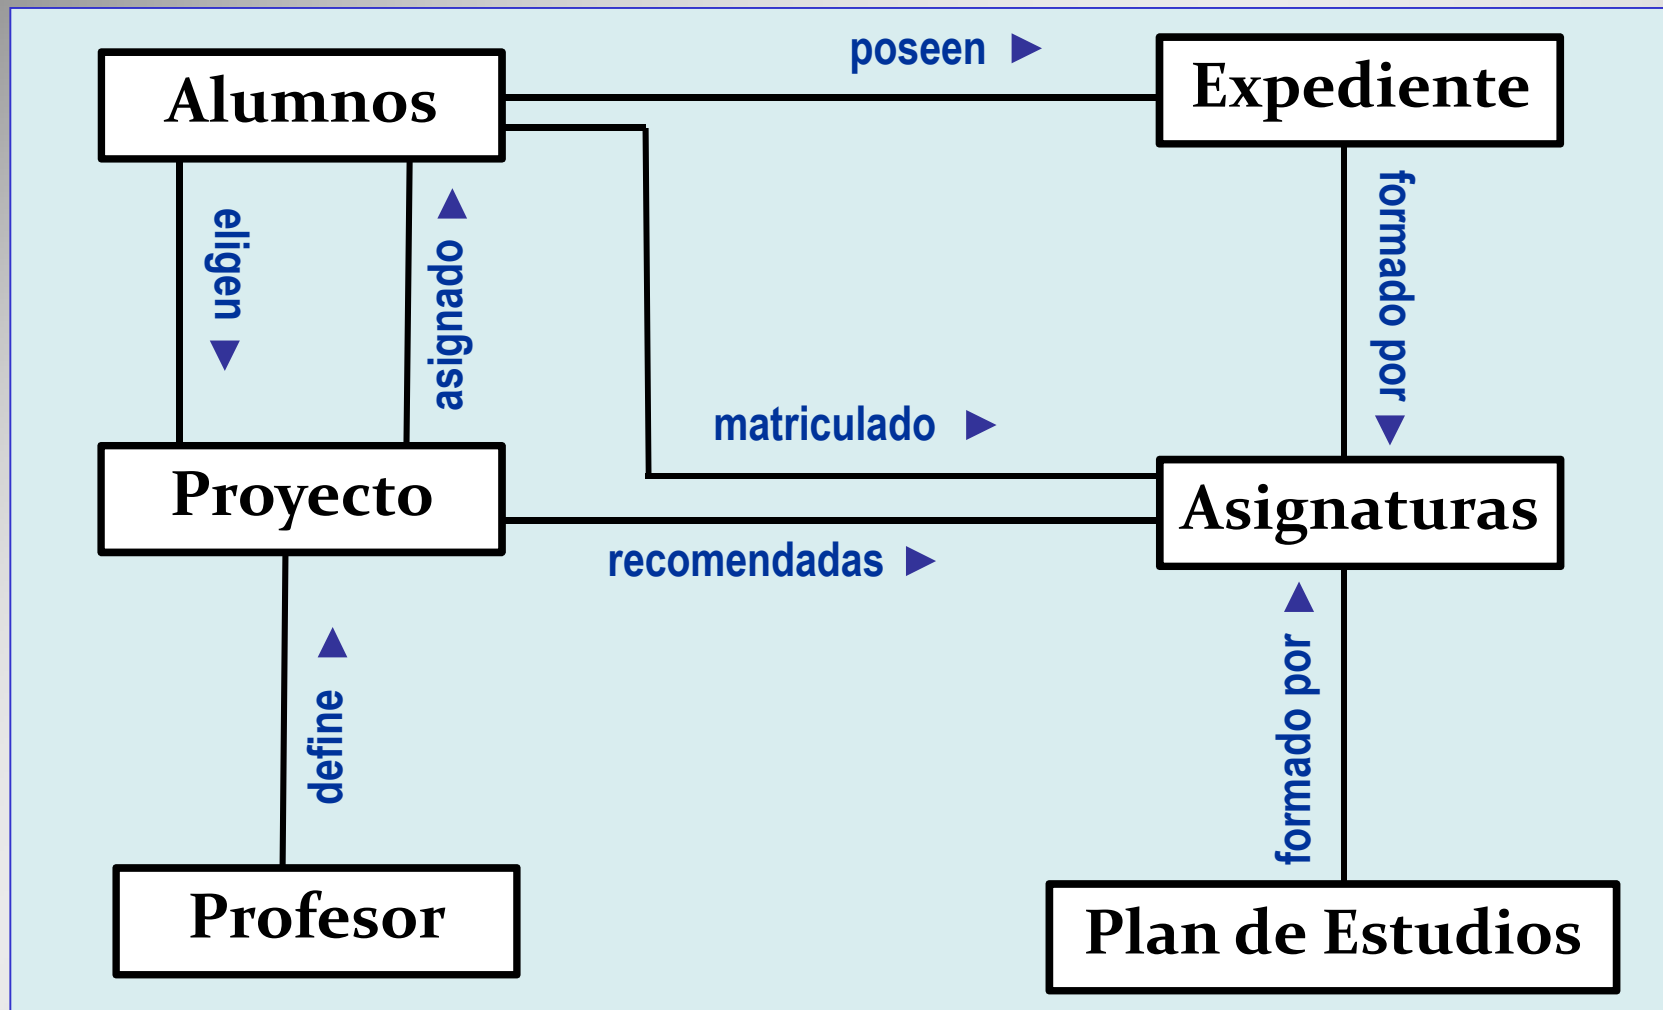 poseen
Alumnos
Expediente
eligen
asignado
formado por
matriculado
Proyecto
Asignaturas
recomendadas
define
formado por
Profesor
Plan de Estudios